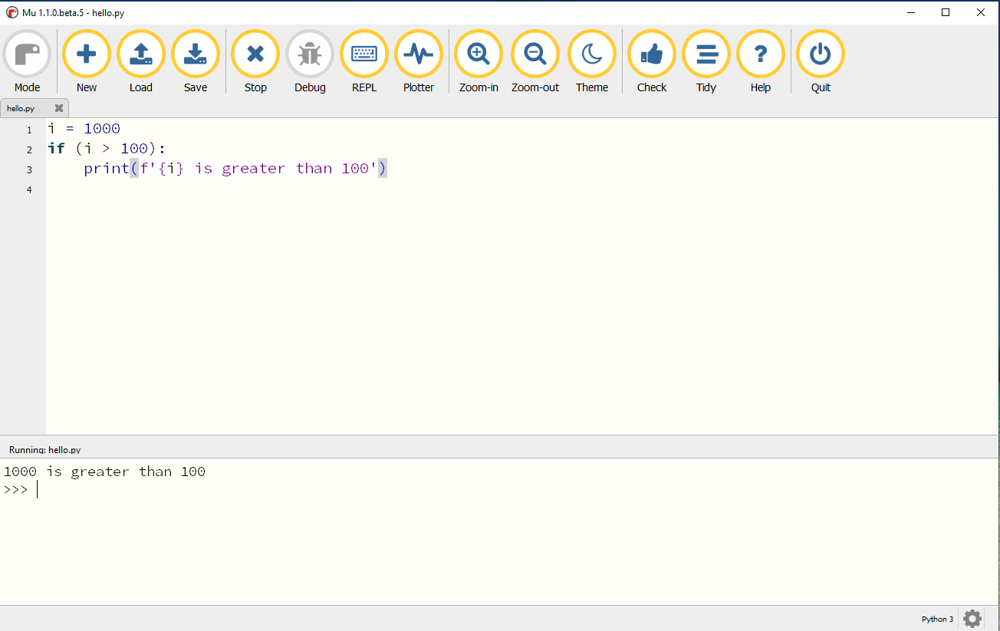 Mu 1.1.0.beta.5 - hello.py
Mode New Load Save Stop Debug REPL Plotter Zoom-in Zoom-out Theme Check Tidy Help Quit
hello.py
1 i = 1000
2 if (i > 100):
3     print(f'{i} is greater than 100')
4
Running: hello.py
1000 is greater than 100
>>>
Python 3